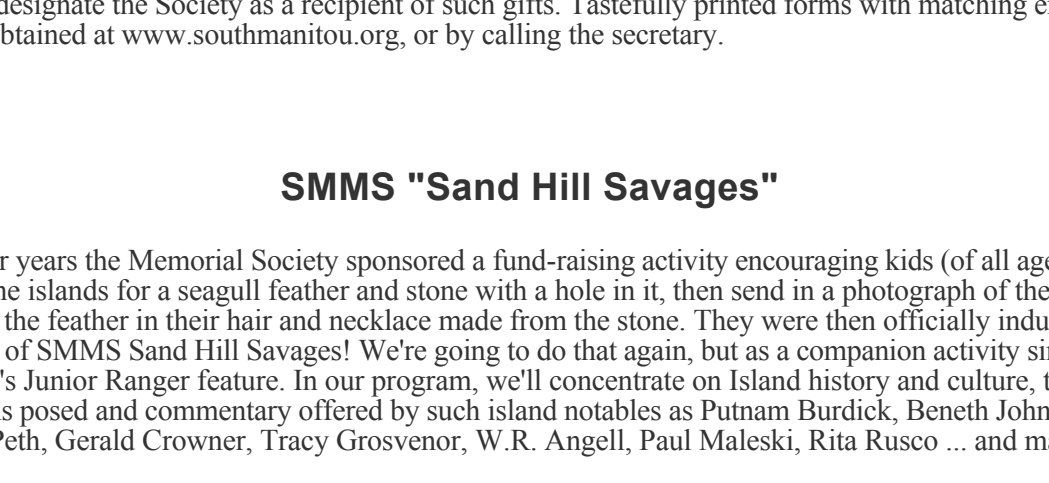 designate the Society as a recipient of such gifts. Tastefully printed forms with matching
btained at www.southmanitou.org, or by calling the secretary.
SMMS "Sand Hill Savages"
r years the Memorial Society sponsored a fund-raising activity encouraging kids (of all age
he islands for a seagull feather and stone with a hole in it, then send in a photograph of the
the feather in their hair and necklace made from the stone. They were then officially indu
of SMMS Sand Hill Savages! We're going to do that again, but as a companion activity si
's Junior Ranger feature. In our program, we'll concentrate on Island history and culture, t
s posed and commentary offered by such island notables as Putnam Burdick, Beneth John
Peth, Gerald Crowner, Tracy Grosvenor, W.R. Angell, Paul Maleski, Rita Rusco ... and ma